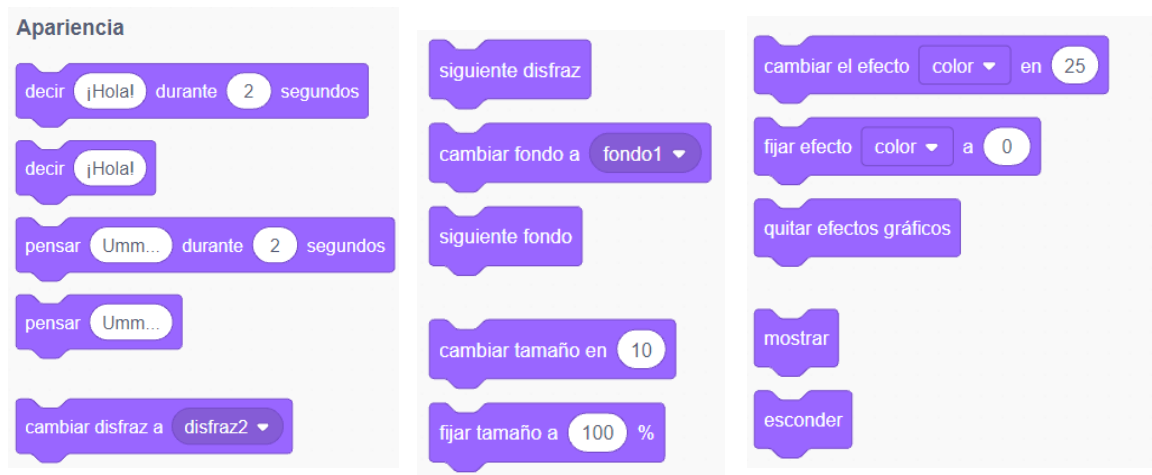 Apariencia
decir ¡Hola! durante 2 segundos
decir ¡Hola!
pensar Umm... durante 2 segundos
pensar Umm...
cambiar disfraz a disfraz2
siguiente disfraz
cambiar fondo a fondo1
siguiente fondo
cambiar tamaño en 10
fijar tamaño a 100 %
cambiar el efecto color en 25
fijar efecto color a 0
quitar efectos gráficos
mostrar
esconder